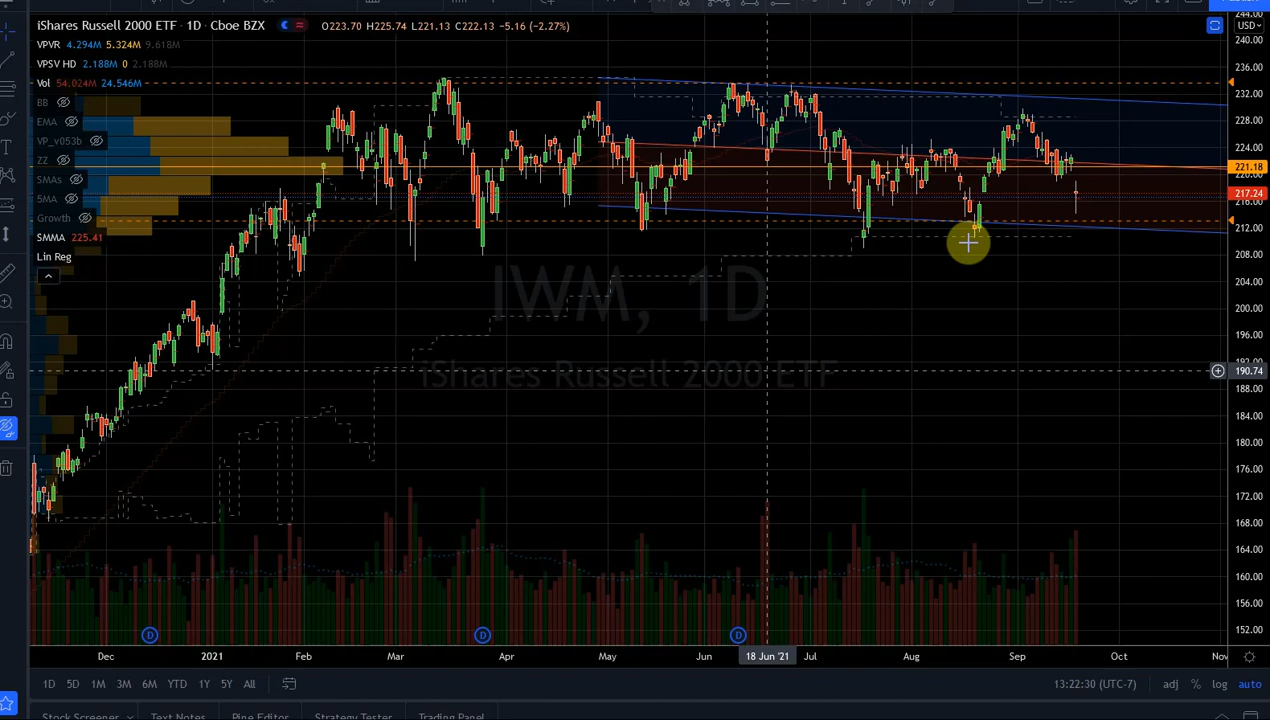 iShares Russell 2000 ETF · 1D · Cboe BZX O223.70 H225.74 L221.13 C222.13 −5.16 (−2.27%)
VPVR 4.294M 5.324M 9.618M
VPSV HD 2.188M 0 2.188M
Vol 54.024M 24.546M
BB
EMA
VP_v053b
ZZ
SMAs
5MA
Growth
SMMA 225.41
Lin Reg
IWM, 1D
iShares Russell 2000 ETF
USD
240.00
236.00
232.00
228.00
224.00
221.18
217.24
212.00
208.00
204.00
200.00
196.00
190.74
188.00
184.00
180.00
176.00
172.00
168.00
164.00
160.00
156.00
152.00
D D D
Dec 2021 Feb Mar Apr May Jun 18 Jun '21 Jul Aug Sep Oct Nov
1D 5D 1M 3M 6M YTD 1Y 5Y All 13:22:30 (UTC-7) adj % log auto
Stock Screener Text Notes Pine Editor Strategy Tester Trading Panel